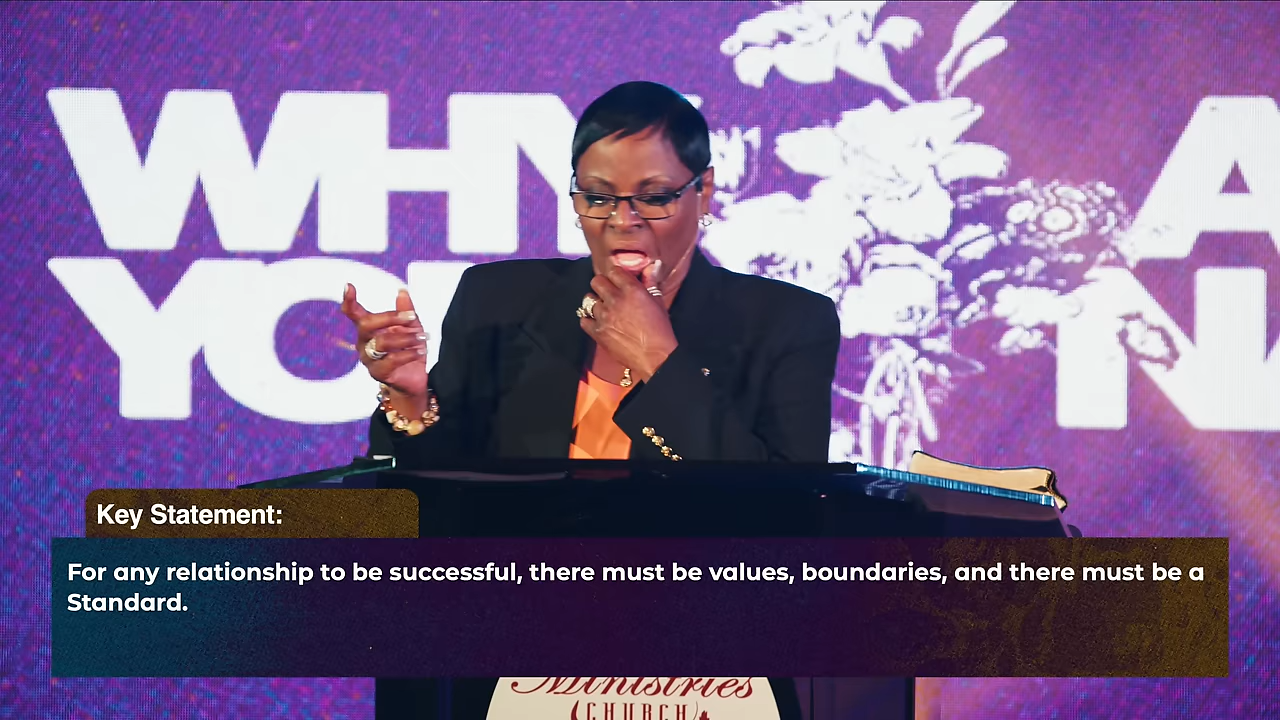 WHY A
YO N
Key Statement:
For any relationship to be successful, there must be values, boundaries, and there must be a
Standard.
Ministries
CHURCH